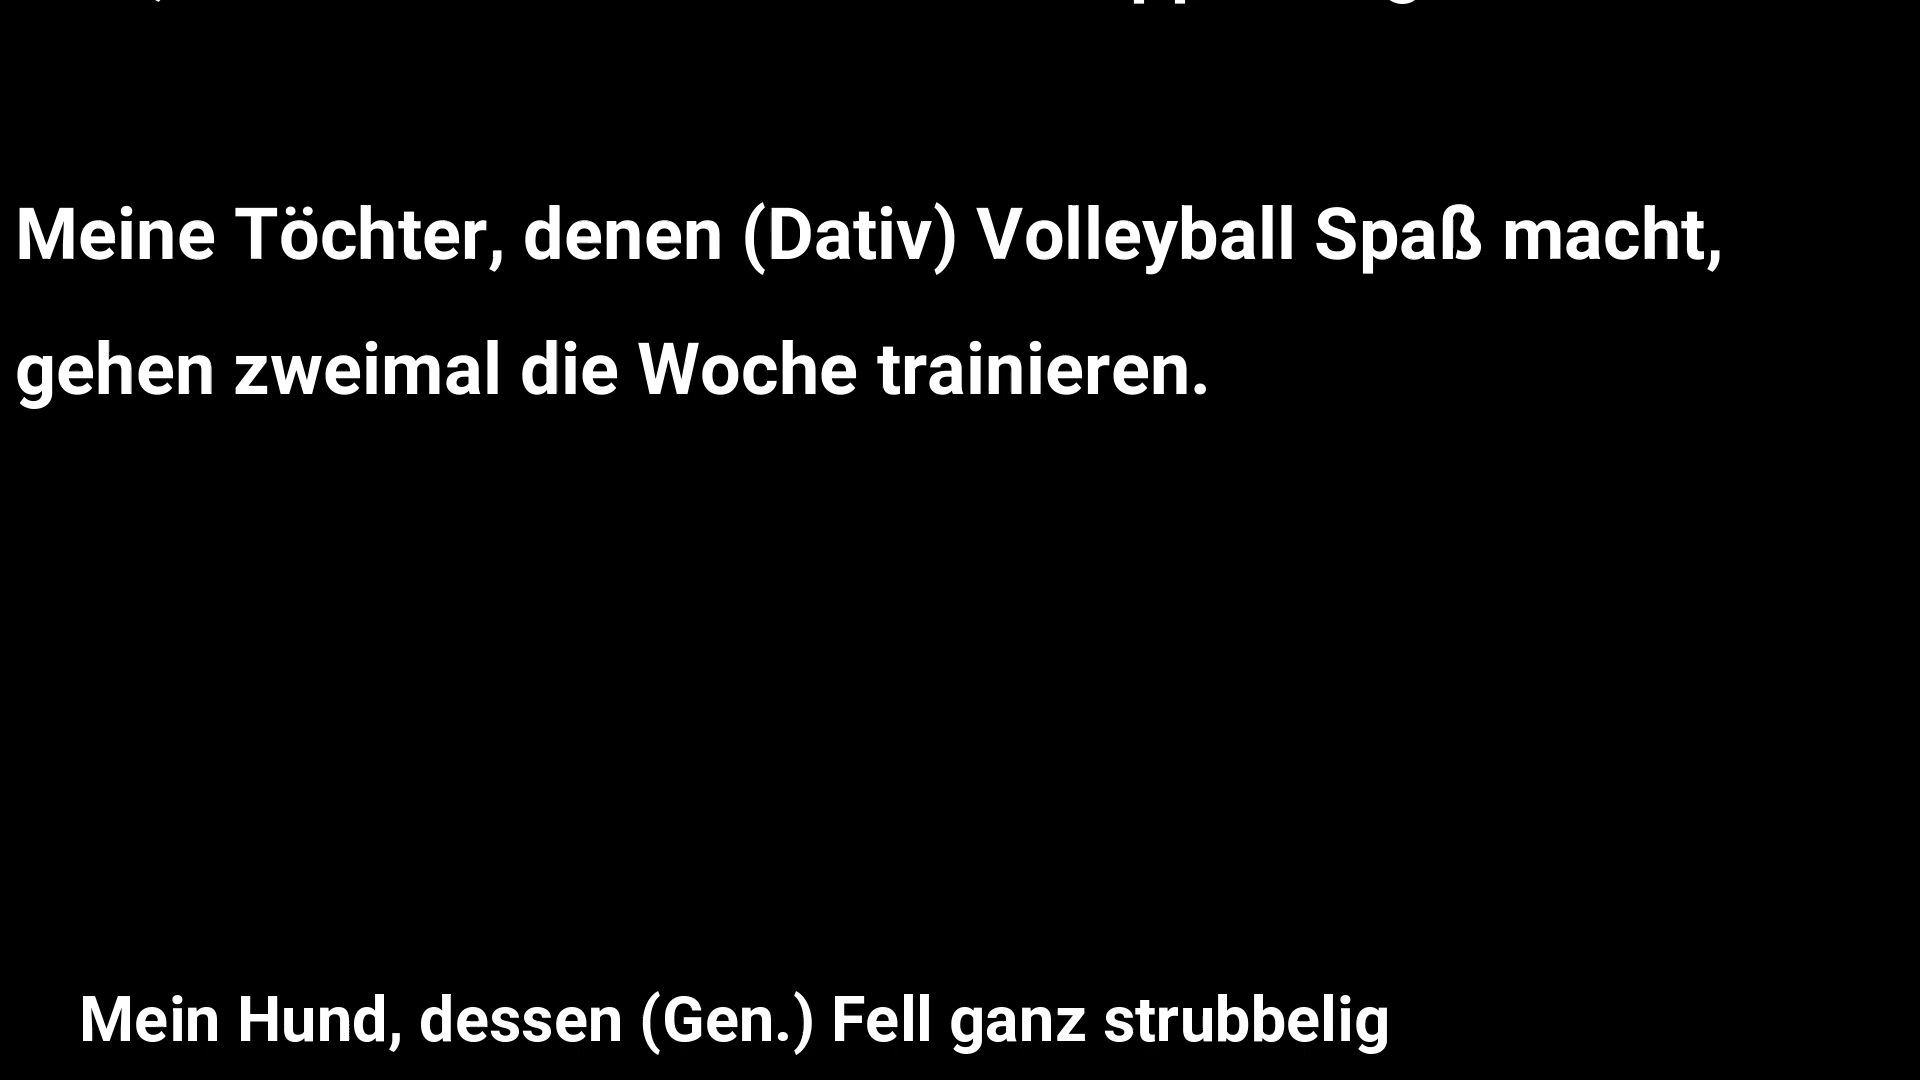 Meine Töchter, denen (Dativ) Volleyball Spaß macht,
gehen zweimal die Woche trainieren.
Mein Hund, dessen (Gen.) Fell ganz strubbelig